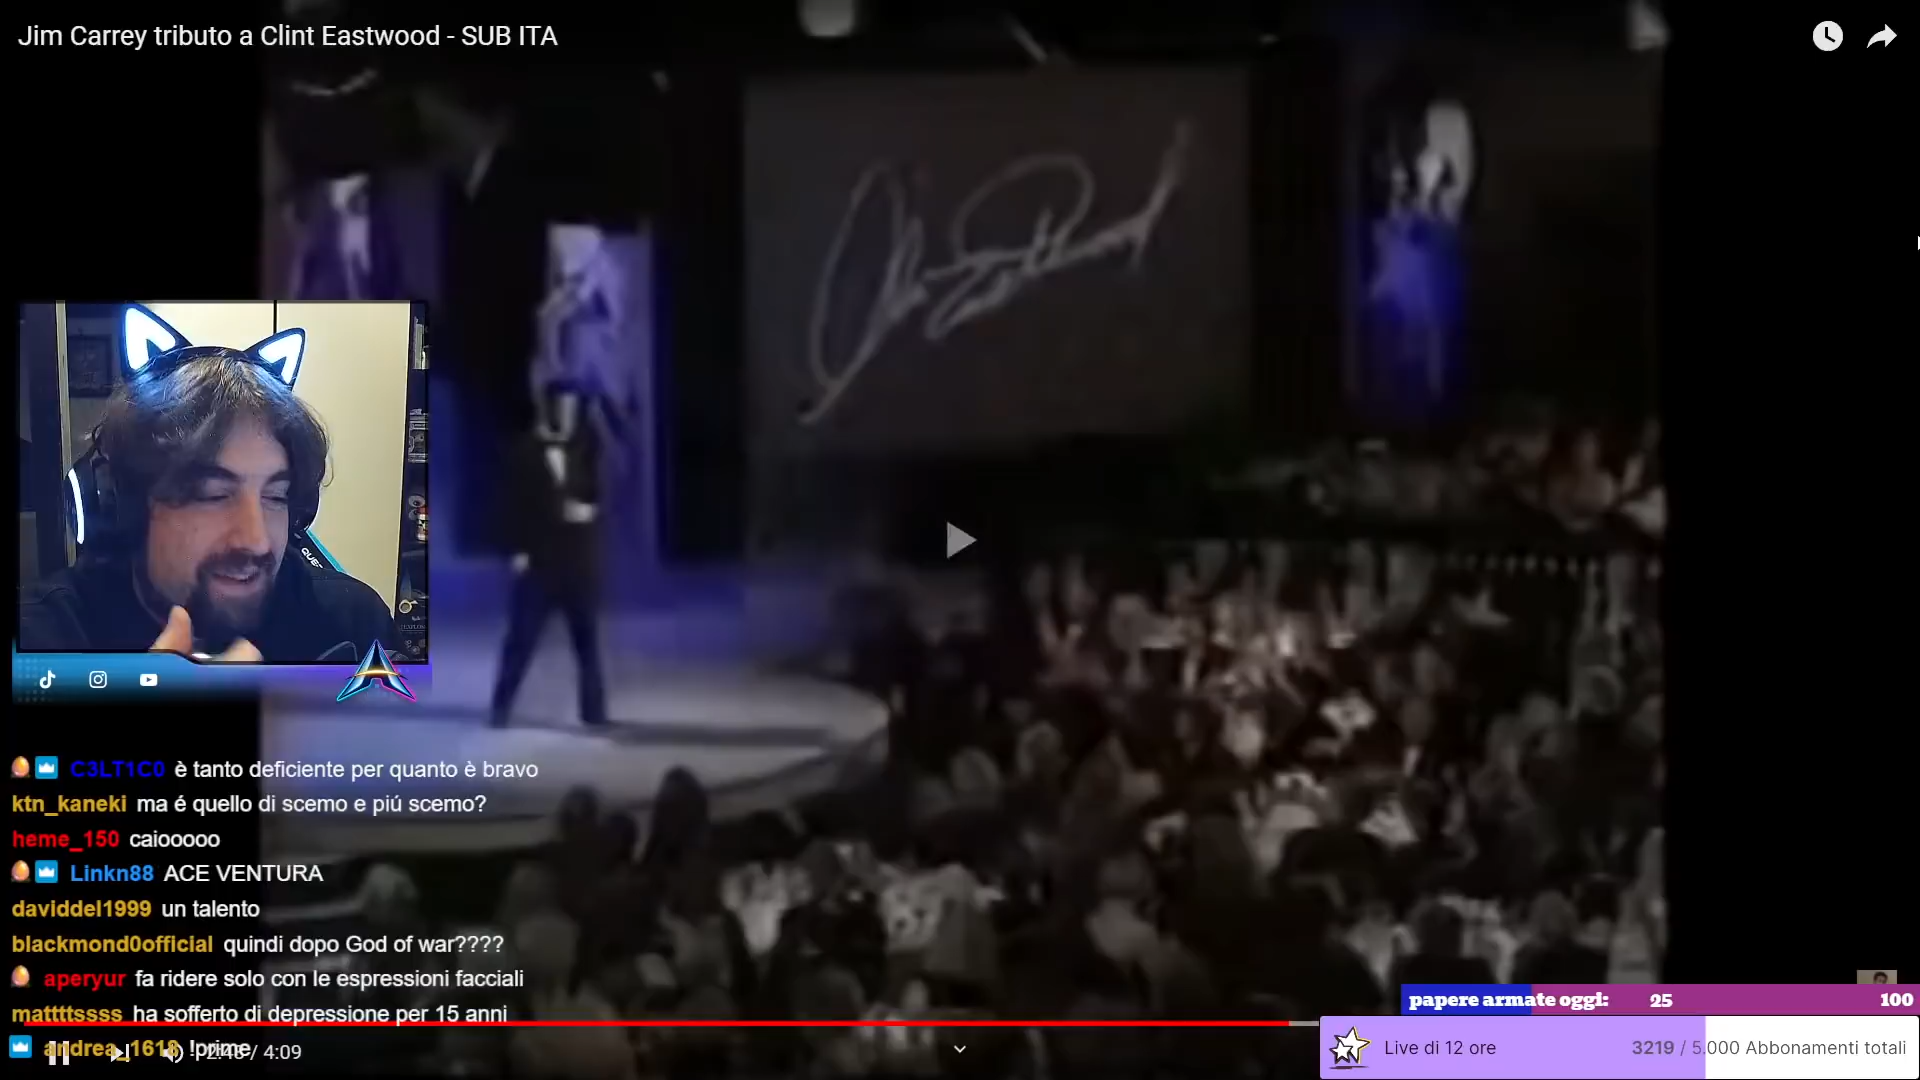 Jim Carrey tributo a Clint Eastwood - SUB ITA
C3LT1C0 è tanto deficiente per quanto è bravo
ktn_kaneki ma é quello di scemo e piú scemo?
heme_150 caiooooo
Linkn88 ACE VENTURA
daviddel1999 un talento
blackmond0official quindi dopo God of war????
aperyur fa ridere solo con le espressioni facciali
mattttssss ha sofferto di depressione per 15 anni
andrea_1618 !prime
/ 4:09
papere armate oggi: 25 100
Live di 12 ore 3219 / 5.000 Abbonamenti totali